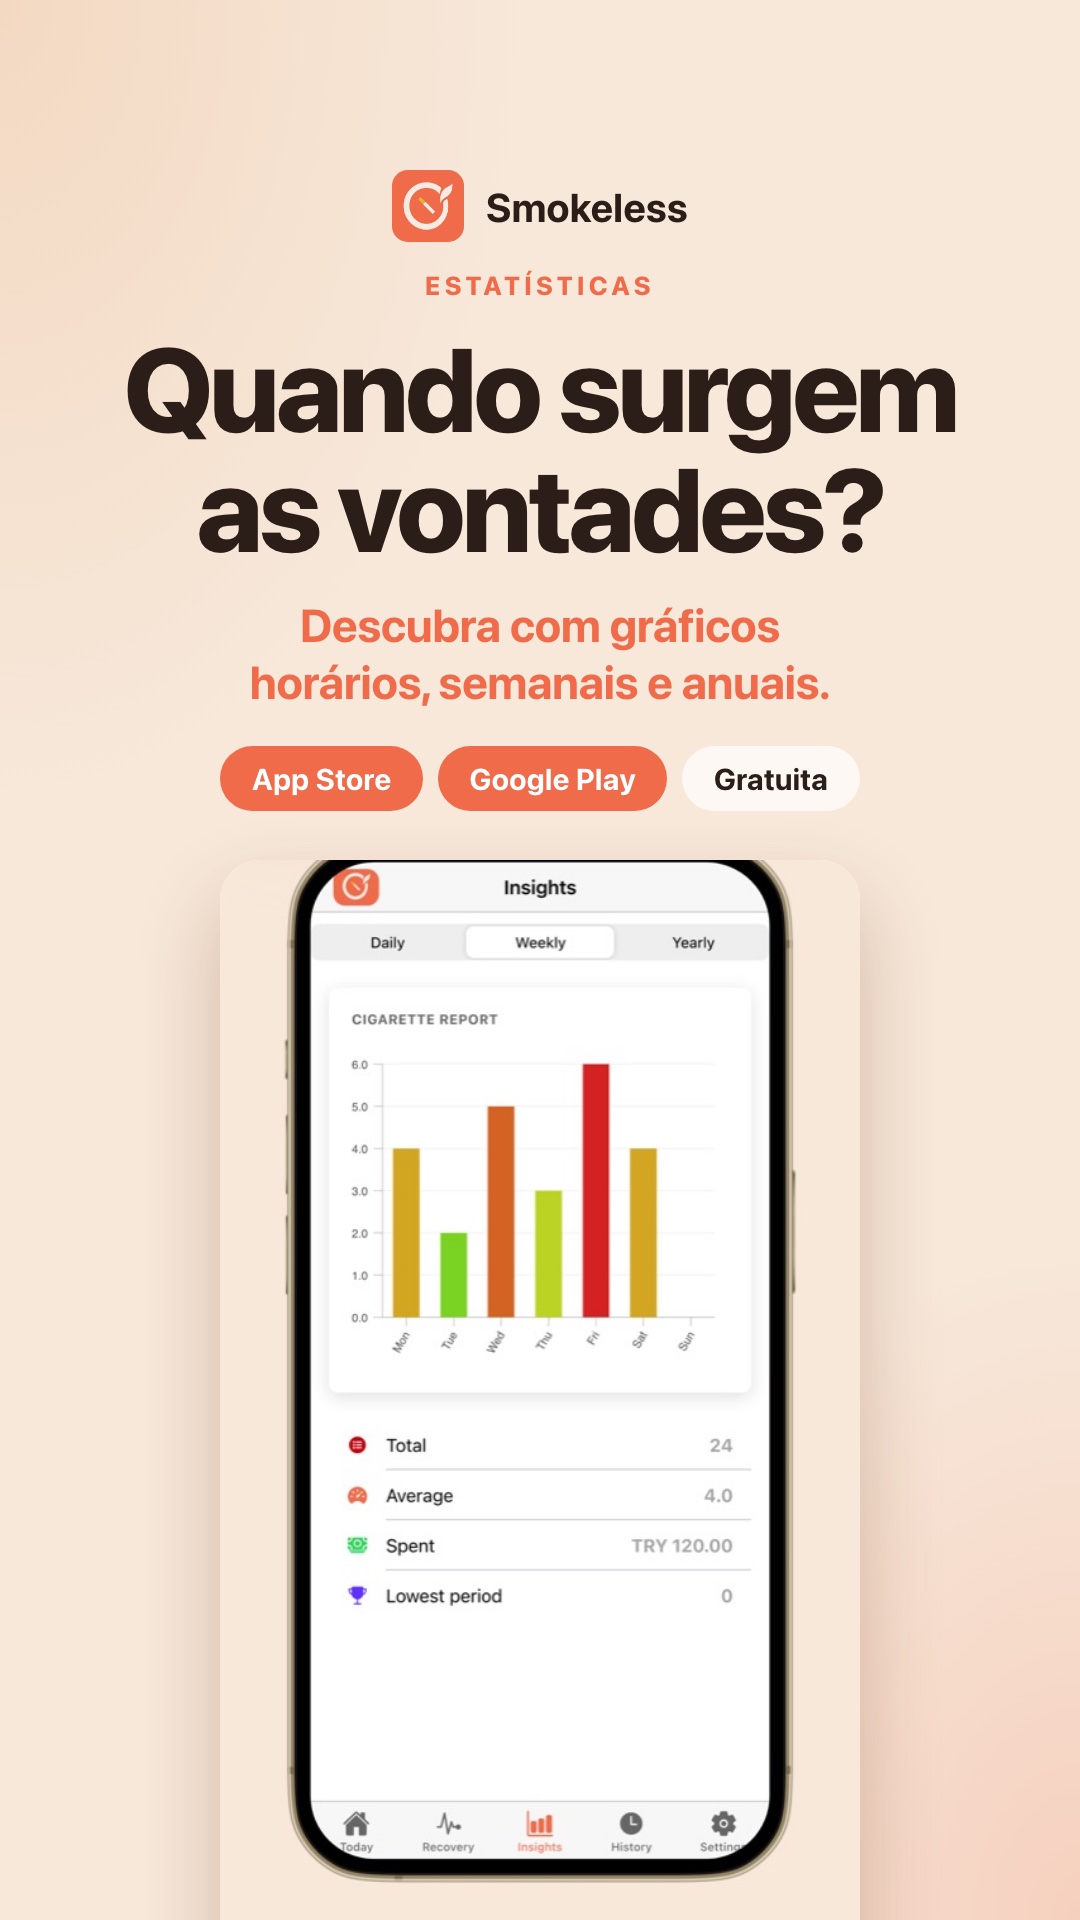 Smokeless
ESTATÍSTICAS
Quando surgem
as vontades?
Descubra com gráficos
horários, semanais e anuais.
App Store Google Play Gratuita
Insights
Daily Weekly Yearly
CIGARETTE REPORT
6.0
5.0
4.0
3.0
2.0
1.0
0.0
Mon Tue Wed Thu Fri Sat Sun
Total 24
Average 4.0
Spent TRY 120.00
Lowest period 0
Today Recovery Insights History Settings